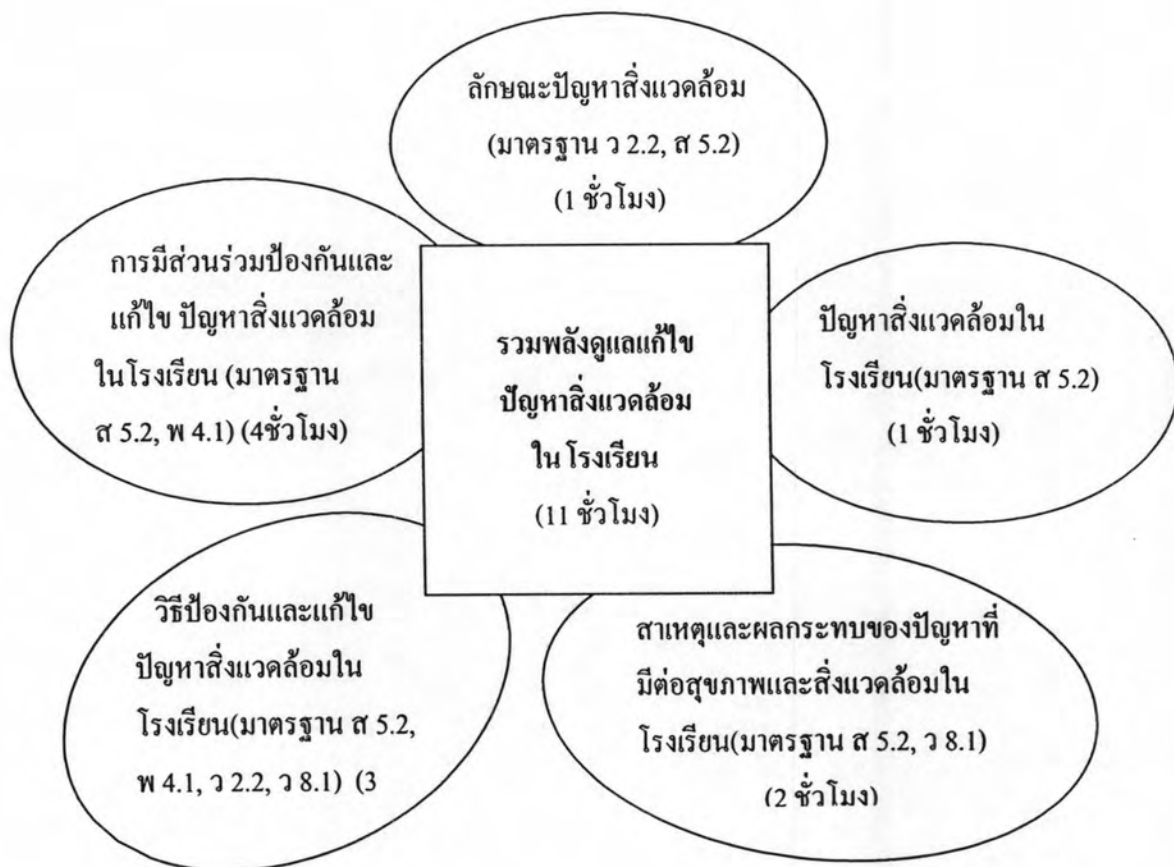 ลักษณะปัญหาสิ่งแวดล้อม
(มาตรฐาน ว 2.2, ส 5.2)
(1 ชั่วโมง)
การมีส่วนร่วมป้องกันและ
แก้ไข ปัญหาสิ่งแวดล้อม
ในโรงเรียน (มาตรฐาน
ส 5.2, พ 4.1) (4ชั่วโมง)
รวมพลังดูแลแก้ไข
ปัญหาสิ่งแวดล้อม
ใน โรงเรียน
(11 ชั่วโมง)
ปัญหาสิ่งแวดล้อมใน
โรงเรียน(มาตรฐาน ส 5.2)
(1 ชั่วโมง)
วิธีป้องกันและแก้ไข
ปัญหาสิ่งแวดล้อมใน
โรงเรียน(มาตรฐาน ส 5.2,
พ 4.1, ว 2.2, ว 8.1) (3
สาเหตุและผลกระทบของปัญหาที่
มีต่อสุขภาพและสิ่งแวดล้อมใน
โรงเรียน(มาตรฐาน ส 5.2, ว 8.1)
(2 ชั่วโมง)